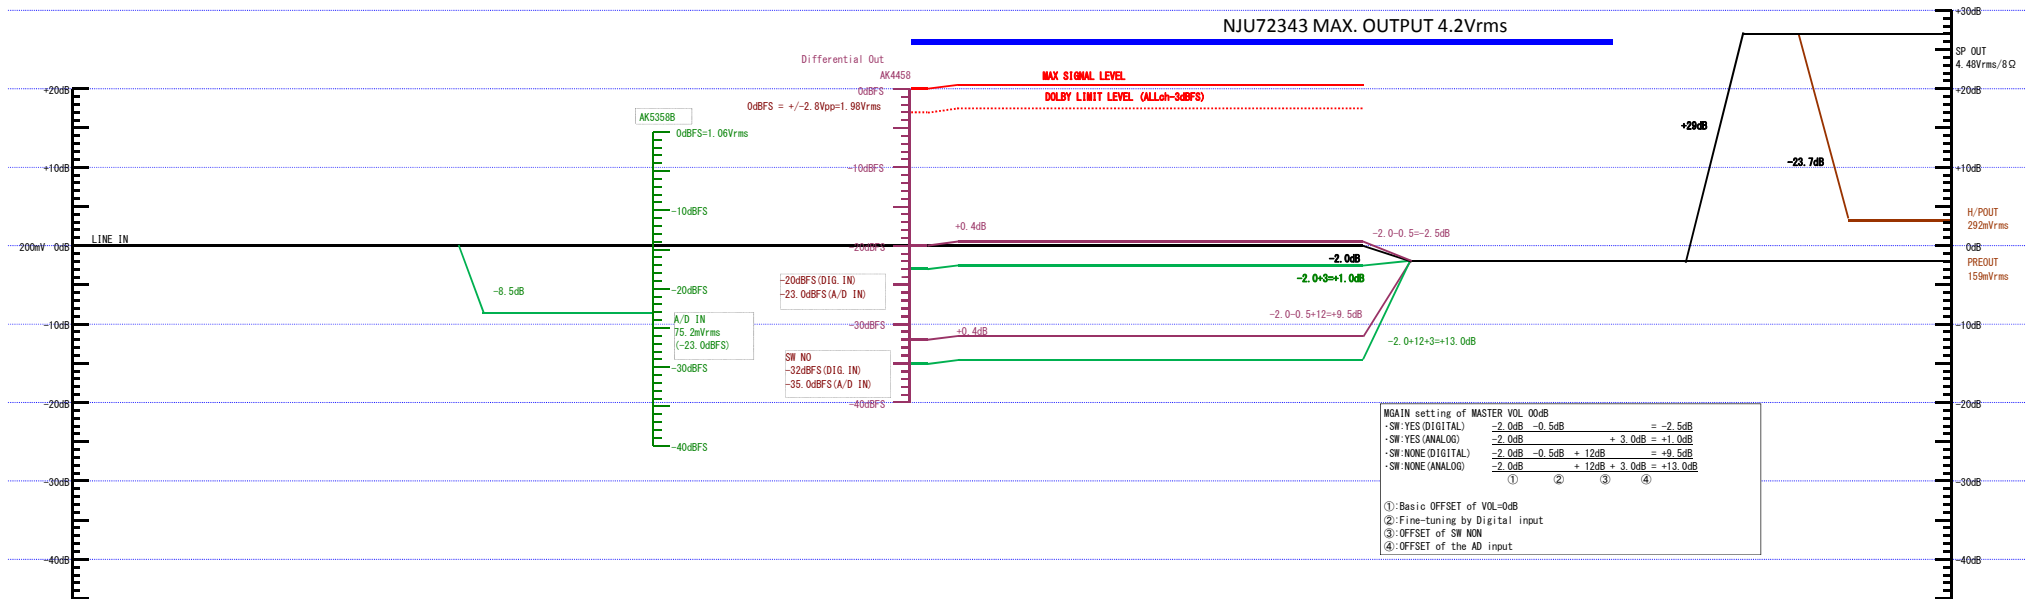 NJU72343 MAX. OUTPUT 4.2Vrms
+30dB
SP OUT
4.48Vrms/8Ω
Differential Out
AK4458
MAX SIGNAL LEVEL
+20dB
0dBFS
+20dB
DOLBY LIMIT LEVEL (ALLch-3dBFS)
0dBFS = +/-2.8Vpp=1.98Vrms
AK5358B
0dBFS=1.06Vrms
+29dB
-23.7dB
+10dB
-10dBFS
+10dB
-10dBFS
H/POUT
292mVrms
+0.4dB
-2.0-0.5=-2.5dB
LINE IN
200mV 0dB
-20dBFS
0dB
-2.0dB
PREOUT
159mVrms
-2.0+3=+1.0dB
-20dBFS(DIG.IN)
-23.0dBFS(A/D IN)
-8.5dB
-20dBFS
-2.0-0.5+12=+9.5dB
A/D IN
75.2mVrms
(-23.0dBFS)
-10dB
-30dBFS
+0.4dB
-10dB
-2.0+12+3=+13.0dB
SW NO
-32dBFS(DIG.IN)
-35.0dBFS(A/D IN)
-30dBFS
-20dB
-40dBFS
-20dB
MGAIN setting of MASTER VOL 00dB
・SW:YES(DIGITAL) -2.0dB -0.5dB = -2.5dB
・SW:YES(ANALOG) -2.0dB + 3.0dB = +1.0dB
・SW:NONE(DIGITAL) -2.0dB -0.5dB + 12dB = +9.5dB
・SW:NONE(ANALOG) -2.0dB + 12dB + 3.0dB = +13.0dB
① ② ③ ④
①:Basic OFFSET of VOL=0dB
②:Fine-tuning by Digital input
③:OFFSET of SW NON
④:OFFSET of the AD input
-40dBFS
-30dB
-30dB
-40dB
-40dB